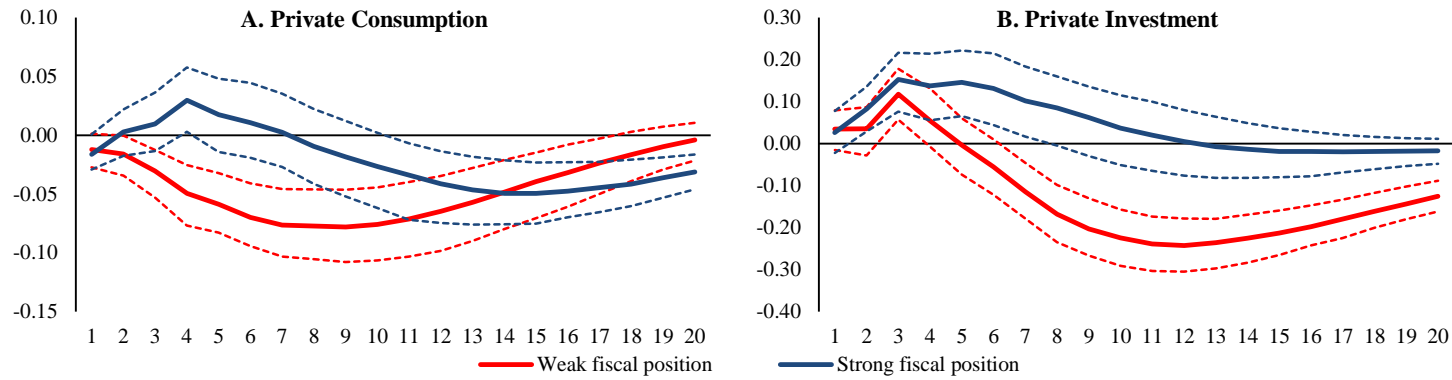 A. Private Consumption
0.10
0.05
0.00
-0.05
-0.10
-0.15
1 2 3 4 5 6 7 8 9 10 11 12 13 14 15 16 17 18 19 20
B. Private Investment
0.30
0.20
0.10
0.00
-0.10
-0.20
-0.30
-0.40
1 2 3 4 5 6 7 8 9 10 11 12 13 14 15 16 17 18 19 20
Weak fiscal position
Strong fiscal position